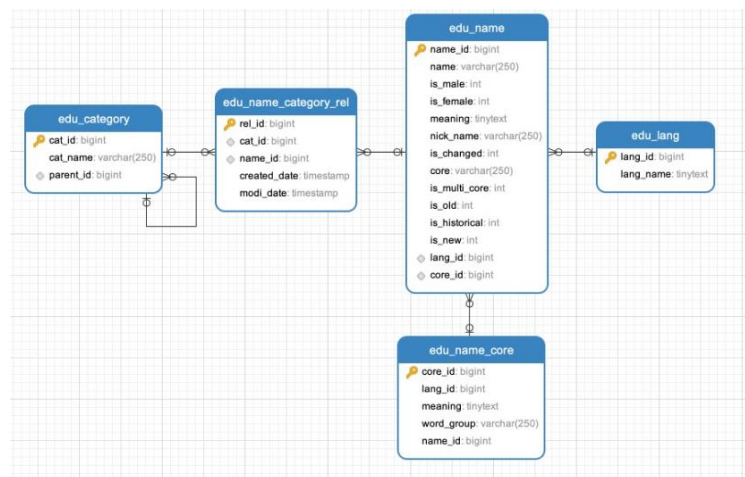 edu_category
cat_id: bigint
cat_name: varchar(250)
parent_id: bigint
edu_name_category_rel
rel_id: bigint
cat_id: bigint
name_id: bigint
created_date: timestamp
modi_date: timestamp
edu_name
name_id: bigint
name: varchar(250)
is_male: int
is_female: int
meaning: tinytext
nick_name: varchar(250)
is_changed: int
core: varchar(250)
is_multi_core: int
is_old: int
is_historical: int
is_new: int
lang_id: bigint
core_id: bigint
edu_lang
lang_id: bigint
lang_name: tinytext
edu_name_core
core_id: bigint
lang_id: bigint
meaning: tinytext
word_group: varchar(250)
name_id: bigint